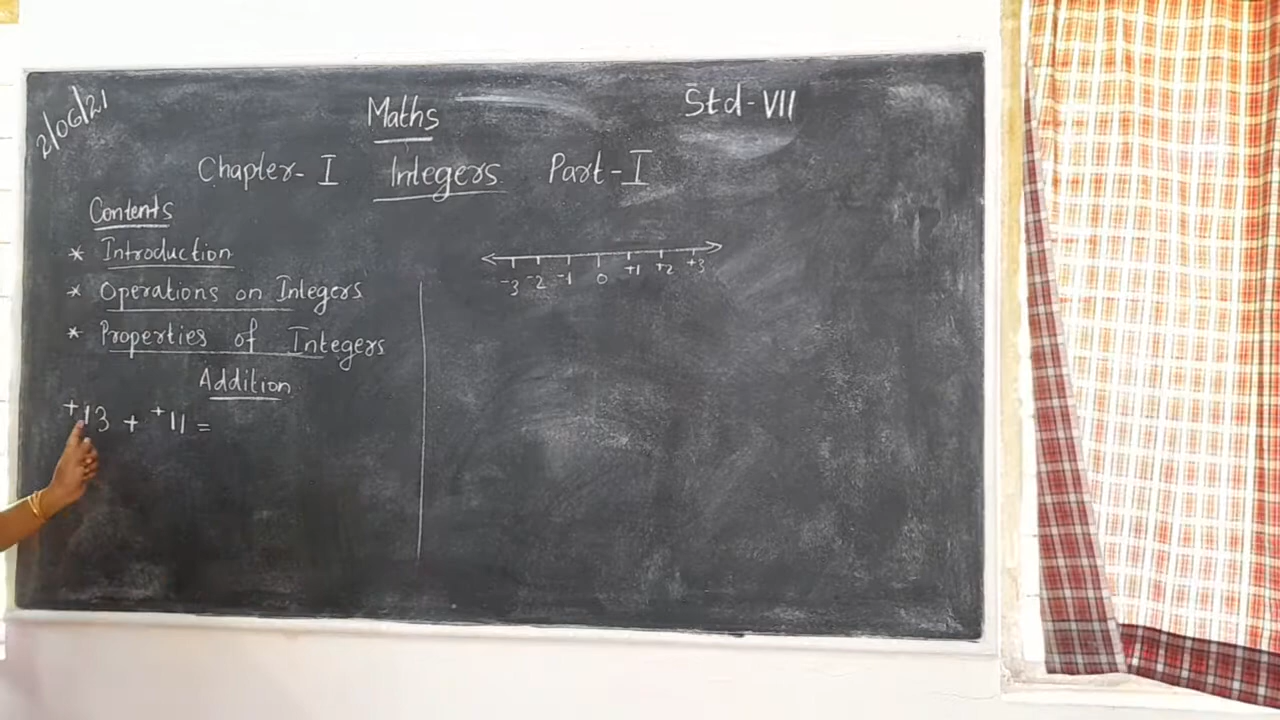 2/06/21
Maths
Std-VII
Chapter-I Integers Part-I
Contents
* Introduction
* Operations on Integers
* Properties of Integers
Addition
+13 + +11 =
-3 -2 -1 0 +1 +2 +3